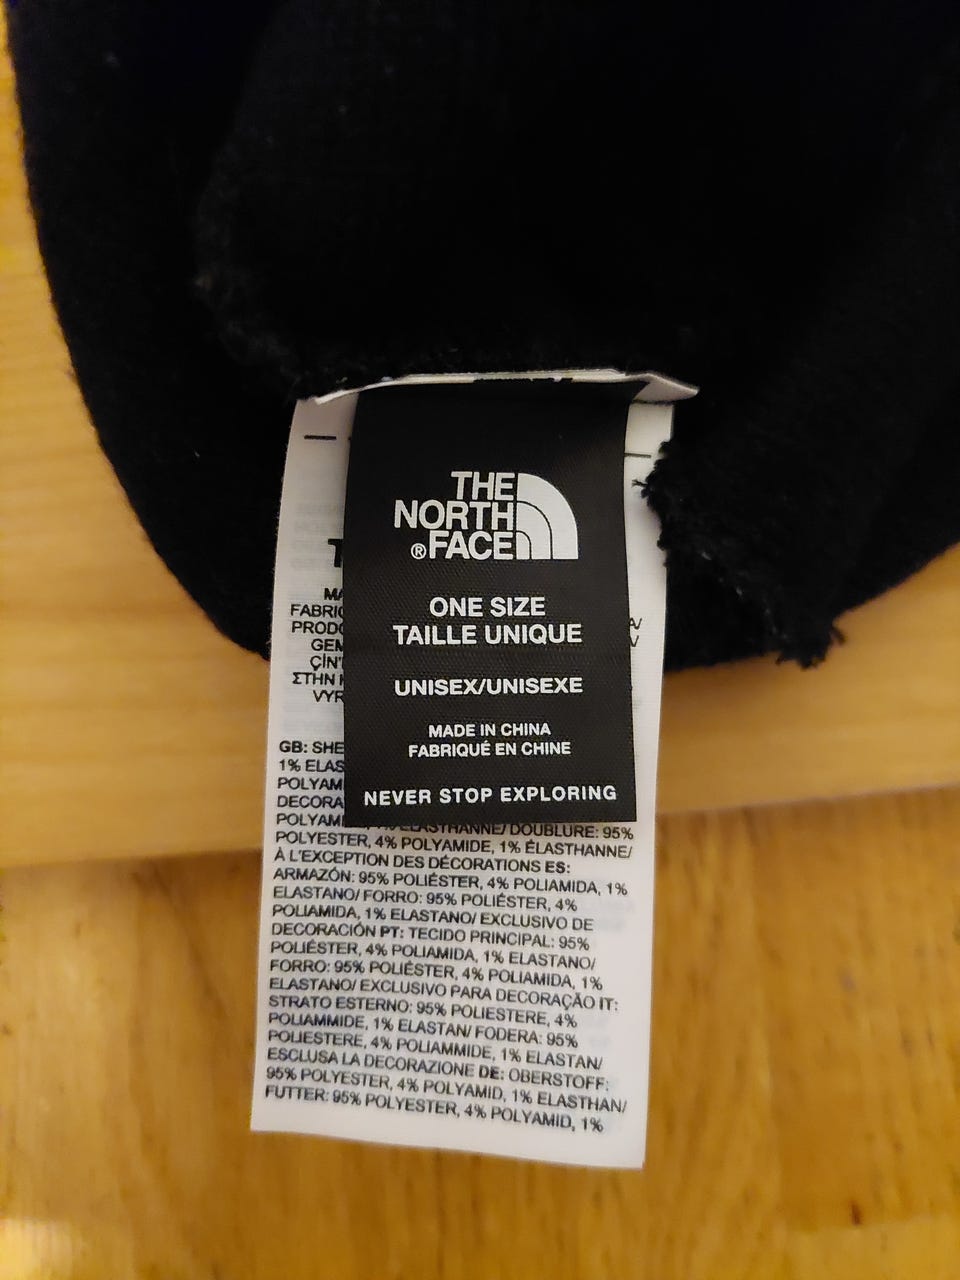 THE
NORTH
®FACE
ONE SIZE
TAILLE UNIQUE
UNISEX/UNISEXE
MADE IN CHINA
FABRIQUÉ EN CHINE
NEVER STOP EXPLORING
ΣΤΗΝ
GB:
1%
POLYESTER, 4% POLYAMIDE, 1% ÉLASTHANNE/
À L'EXCEPTION DES DÉCORATIONS ES:
ARMAZÓN: 95% POLIÉSTER, 4% POLIAMIDA, 1%
ELASTANO/ FORRO: 95% POLIÉSTER, 4%
POLIAMIDA, 1% ELASTANO/ EXCLUSIVO DE
DECORACIÓN PT: TECIDO PRINCIPAL: 95%
POLIÉSTER, 4% POLIAMIDA, 1% ELASTANO/
FORRO: 95% POLIÉSTER, 4% POLIAMIDA, 1%
ELASTANO/ EXCLUSIVO PARA DECORAÇÃO IT:
STRATO ESTERNO: 95% POLIESTERE, 4%
POLIAMMIDE, 1% ELASTAN/ FODERA: 95%
POLIESTERE, 4% POLIAMMIDE, 1% ELASTAN/
ESCLUSA LA DECORAZIONE DE: OBERSTOFF:
95% POLYESTER, 4% POLYAMID, 1% ELASTHAN/
FUTTER: 95% POLYESTER, 4% POLYAMID, 1%